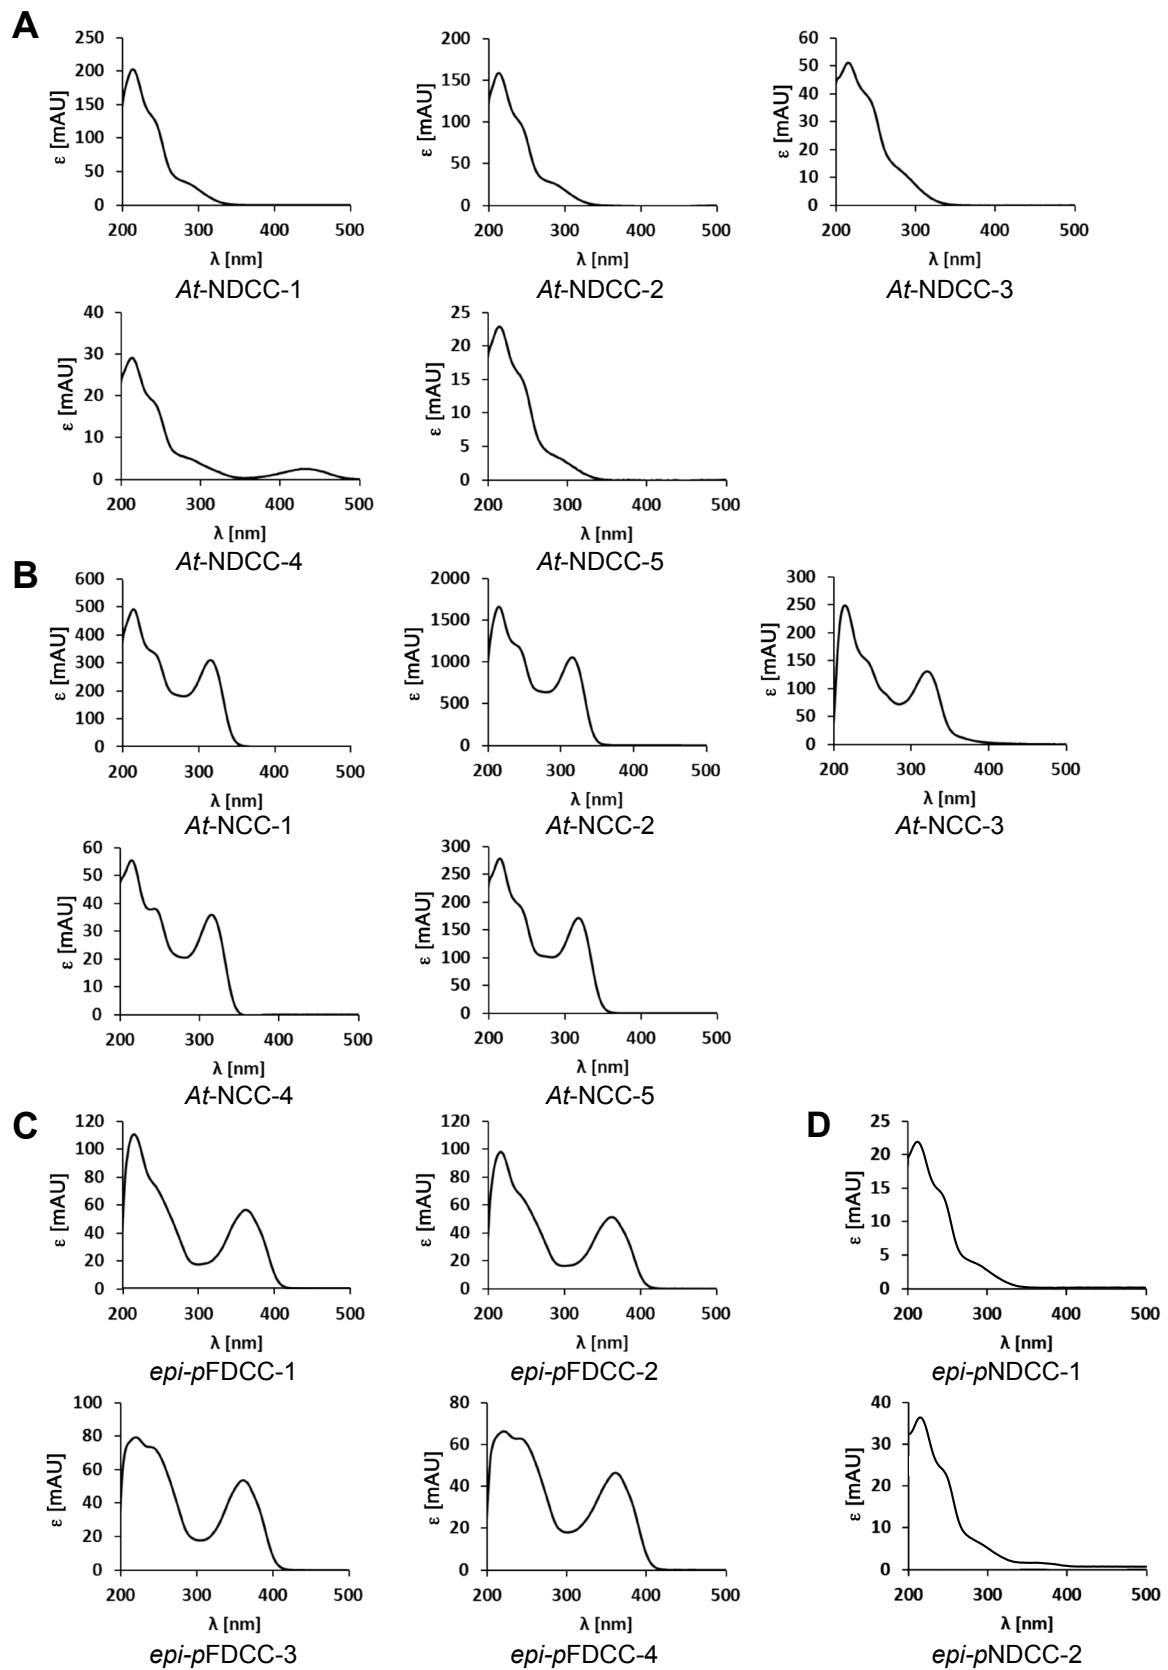 A
250
200
150
100
50
0
ε [mAU]
200 300 400 500
λ [nm]
At-NDCC-1
200
150
100
50
0
ε [mAU]
200 300 400 500
λ [nm]
At-NDCC-2
60
50
40
30
20
10
0
ε [mAU]
200 300 400 500
λ [nm]
At-NDCC-3
40
30
20
10
0
ε [mAU]
200 300 400 500
λ [nm]
At-NDCC-4
25
20
15
10
5
0
ε [mAU]
200 300 400 500
λ [nm]
At-NDCC-5
B
600
500
400
300
200
100
0
ε [mAU]
200 300 400 500
λ [nm]
At-NCC-1
2000
1500
1000
500
0
ε [mAU]
200 300 400 500
λ [nm]
At-NCC-2
300
250
200
150
100
50
0
ε [mAU]
200 300 400 500
λ [nm]
At-NCC-3
60
50
40
30
20
10
0
ε [mAU]
200 300 400 500
λ [nm]
At-NCC-4
300
250
200
150
100
50
0
ε [mAU]
200 300 400 500
λ [nm]
At-NCC-5
C
120
100
80
60
40
20
0
ε [mAU]
200 300 400 500
λ [nm]
epi-pFDCC-1
120
100
80
60
40
20
0
ε [mAU]
200 300 400 500
λ [nm]
epi-pFDCC-2
D
25
20
15
10
5
0
ε [mAU]
200 300 400 500
λ [nm]
epi-pNDCC-1
100
80
60
40
20
0
ε [mAU]
200 300 400 500
λ [nm]
epi-pFDCC-3
80
60
40
20
0
ε [mAU]
200 300 400 500
λ [nm]
epi-pFDCC-4
40
30
20
10
0
ε [mAU]
200 300 400 500
λ [nm]
epi-pNDCC-2